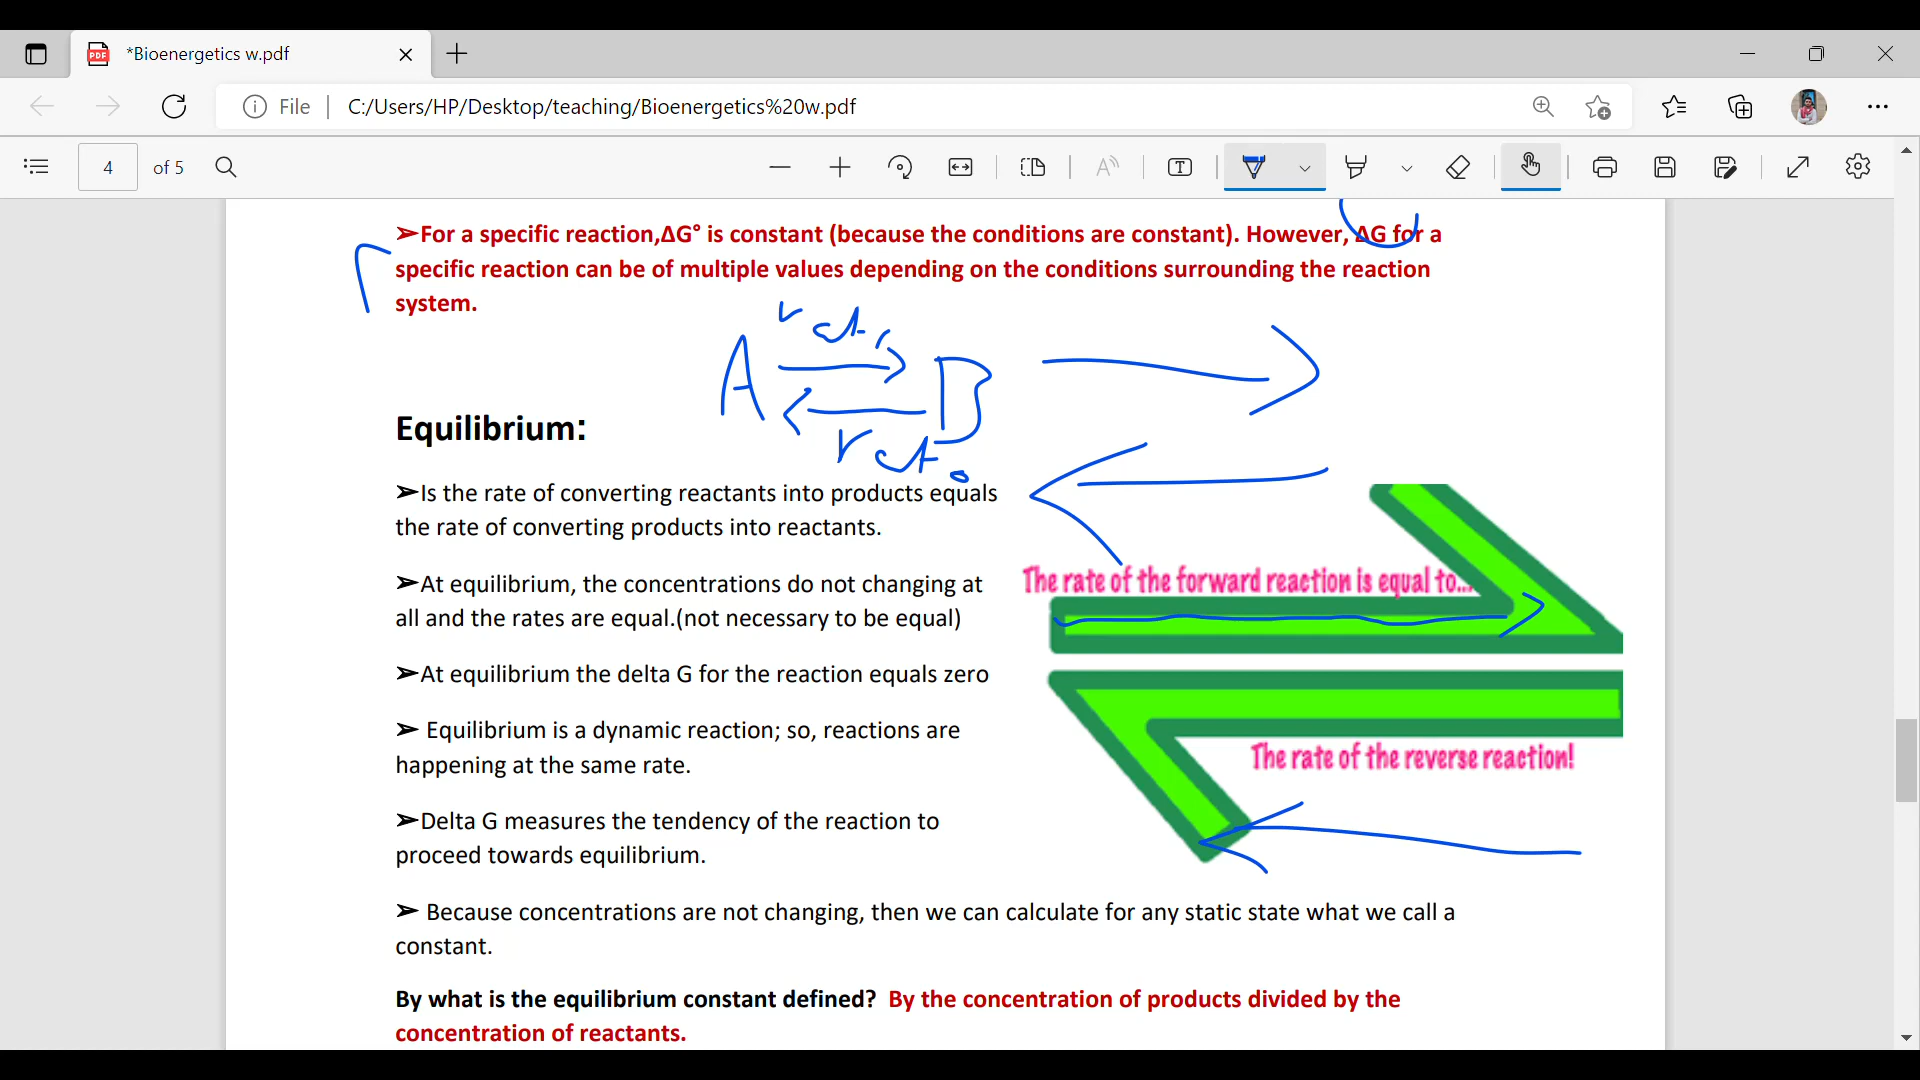 *Bioenergetics w.pdf
File
C:/Users/HP/Desktop/teaching/Bioenergetics%20w.pdf
4 of 5
➢For a specific reaction,ΔG° is constant (because the conditions are constant). However, ΔG for a
specific reaction can be of multiple values depending on the conditions surrounding the reaction
system.
A B
Equilibrium:
➢Is the rate of converting reactants into products equals
the rate of converting products into reactants.
The rate of the forward reaction is equal to...
➢At equilibrium, the concentrations do not changing at
all and the rates are equal.(not necessary to be equal)
➢At equilibrium the delta G for the reaction equals zero
➢ Equilibrium is a dynamic reaction; so, reactions are
happening at the same rate.
The rate of the reverse reaction!
➢Delta G measures the tendency of the reaction to
proceed towards equilibrium.
➢ Because concentrations are not changing, then we can calculate for any static state what we call a
constant.
By what is the equilibrium constant defined? By the concentration of products divided by the
concentration of reactants.